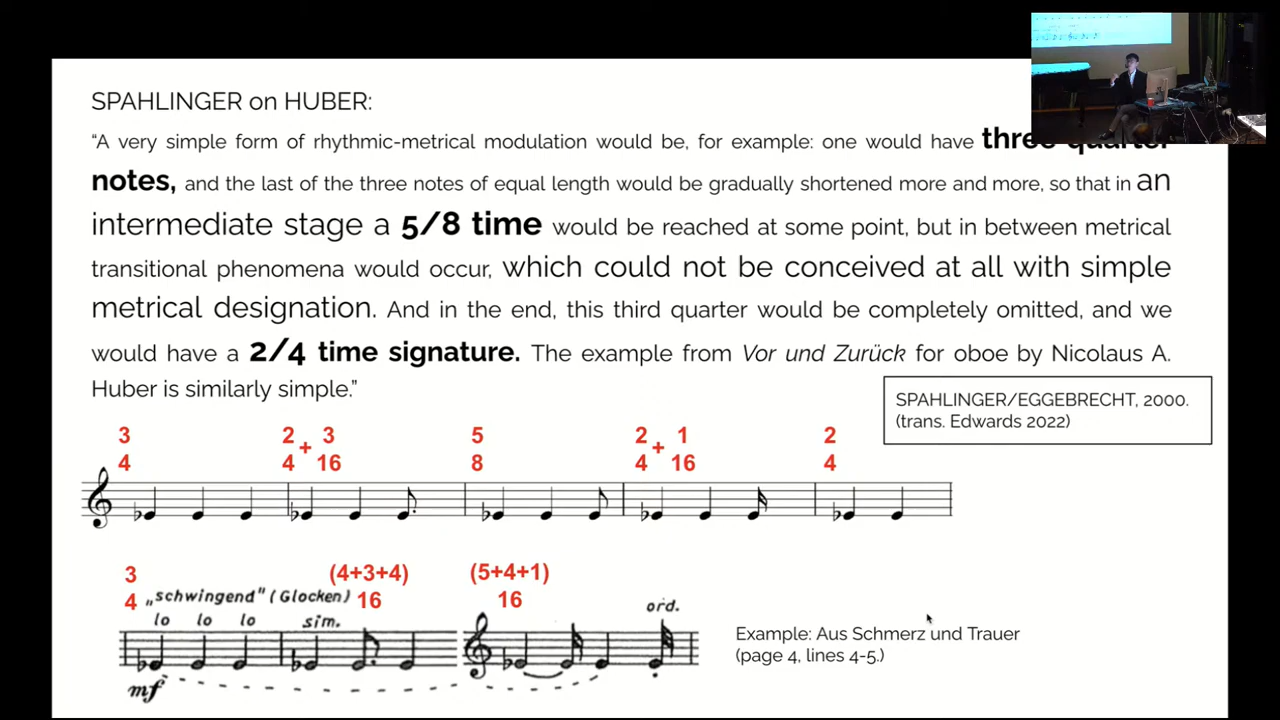 SPAHLINGER on HUBER:
“A very simple form of rhythmic-metrical modulation would be, for example: one would have three quarter
notes, and the last of the three notes of equal length would be gradually shortened more and more, so that in an
intermediate stage a 5/8 time would be reached at some point, but in between metrical
transitional phenomena would occur, which could not be conceived at all with simple
metrical designation. And in the end, this third quarter would be completely omitted, and we
would have a 2/4 time signature. The example from Vor und Zurück for oboe by Nicolaus A.
Huber is similarly simple.”
SPAHLINGER/EGGEBRECHT, 2000.
(trans. Edwards 2022)
3 2 + 3 5 2 + 1 2
4 4 16 8 4 16 4
3 (4+3+4) (5+4+1)
4 „schwingend" (Glocken) 16 16
lo lo lo sim. ord.
mf
Example: Aus Schmerz und Trauer
(page 4, lines 4-5.)